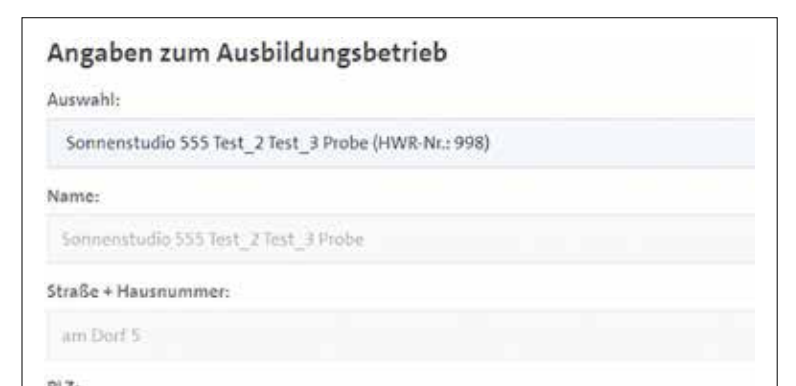 Angaben zum Ausbildungsbetrieb
Auswahl:
Sonnenstudio 555 Test_2 Test_3 Probe (HWR-Nr.: 998)
Name:
Sonnenstudio 555 Test_2 Test_3 Probe
Straße + Hausnummer:
am Dorf 5
PLZ: